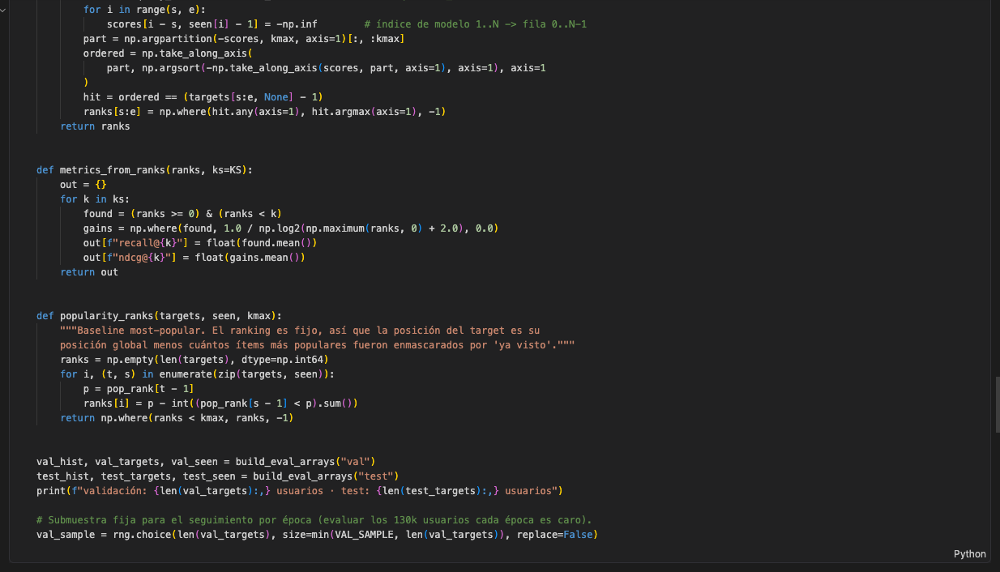 for i in range(s, e):
scores[i - s, seen[i] - 1] = -np.inf        # índice de modelo 1..N -> fila 0..N-1
part = np.argpartition(-scores, kmax, axis=1)[:, :kmax]
ordered = np.take_along_axis(
part, np.argsort(-np.take_along_axis(scores, part, axis=1), axis=1), axis=1
)
hit = ordered == (targets[s:e, None] - 1)
ranks[s:e] = np.where(hit.any(axis=1), hit.argmax(axis=1), -1)
return ranks
def metrics_from_ranks(ranks, ks=KS):
out = {}
for k in ks:
found = (ranks >= 0) & (ranks < k)
gains = np.where(found, 1.0 / np.log2(np.maximum(ranks, 0) + 2.0), 0.0)
out[f"recall@{k}"] = float(found.mean())
out[f"ndcg@{k}"] = float(gains.mean())
return out
def popularity_ranks(targets, seen, kmax):
"""Baseline most-popular. El ranking es fijo, así que la posición del target es su
posición global menos cuántos ítems más populares fueron enmascarados por 'ya visto'."""
ranks = np.empty(len(targets), dtype=np.int64)
for i, (t, s) in enumerate(zip(targets, seen)):
p = pop_rank[t - 1]
ranks[i] = p - int((pop_rank[s - 1] < p).sum())
return np.where(ranks < kmax, ranks, -1)
val_hist, val_targets, val_seen = build_eval_arrays("val")
test_hist, test_targets, test_seen = build_eval_arrays("test")
print(f"validación: {len(val_targets):,} usuarios · test: {len(test_targets):,} usuarios")
# Submuestra fija para el seguimiento por época (evaluar los 130k usuarios cada época es caro).
val_sample = rng.choice(len(val_targets), size=min(VAL_SAMPLE, len(val_targets)), replace=False)
Python